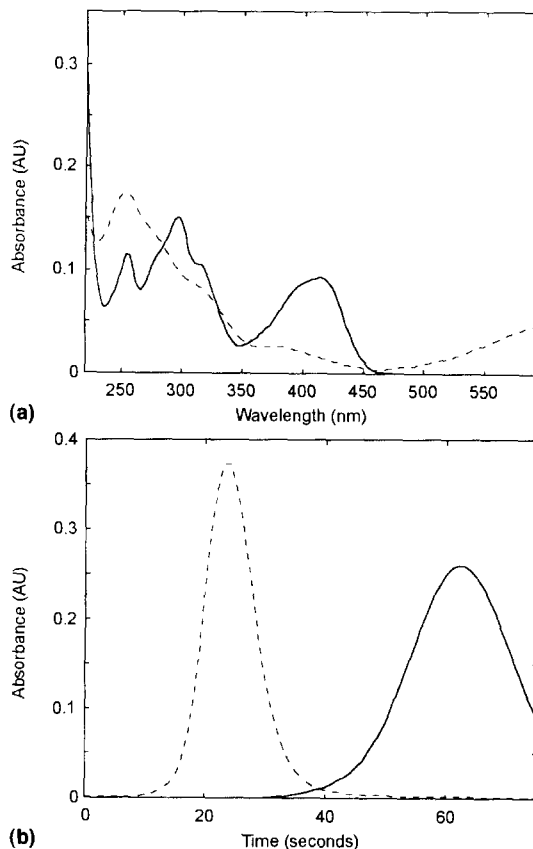 0.3
0.2
0.1
0
Absorbance (AU)
250 300 350 400 450 500 550
Wavelength (nm)
(a)
0.4
0.3
0.2
0.1
0
Absorbance (AU)
0 20 40 60
Time (seconds)
(b)